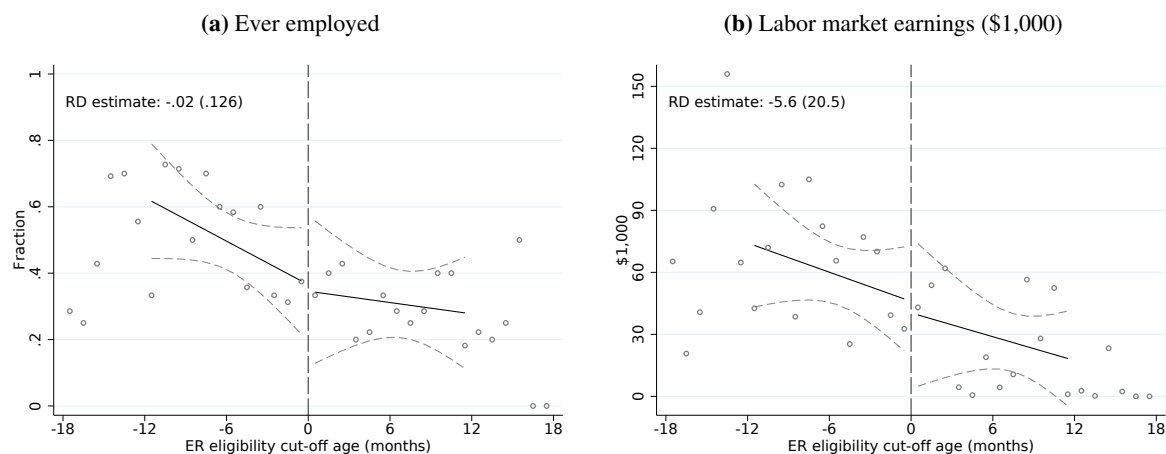 (a) Ever employed
RD estimate: -.02 (.126)
Fraction
1
.8
.6
.4
.2
0
-18 -12 -6 0 6 12 18
ER eligibility cut-off age (months)
(b) Labor market earnings ($1,000)
RD estimate: -5.6 (20.5)
$1,000
150
120
90
60
30
0
-18 -12 -6 0 6 12 18
ER eligibility cut-off age (months)